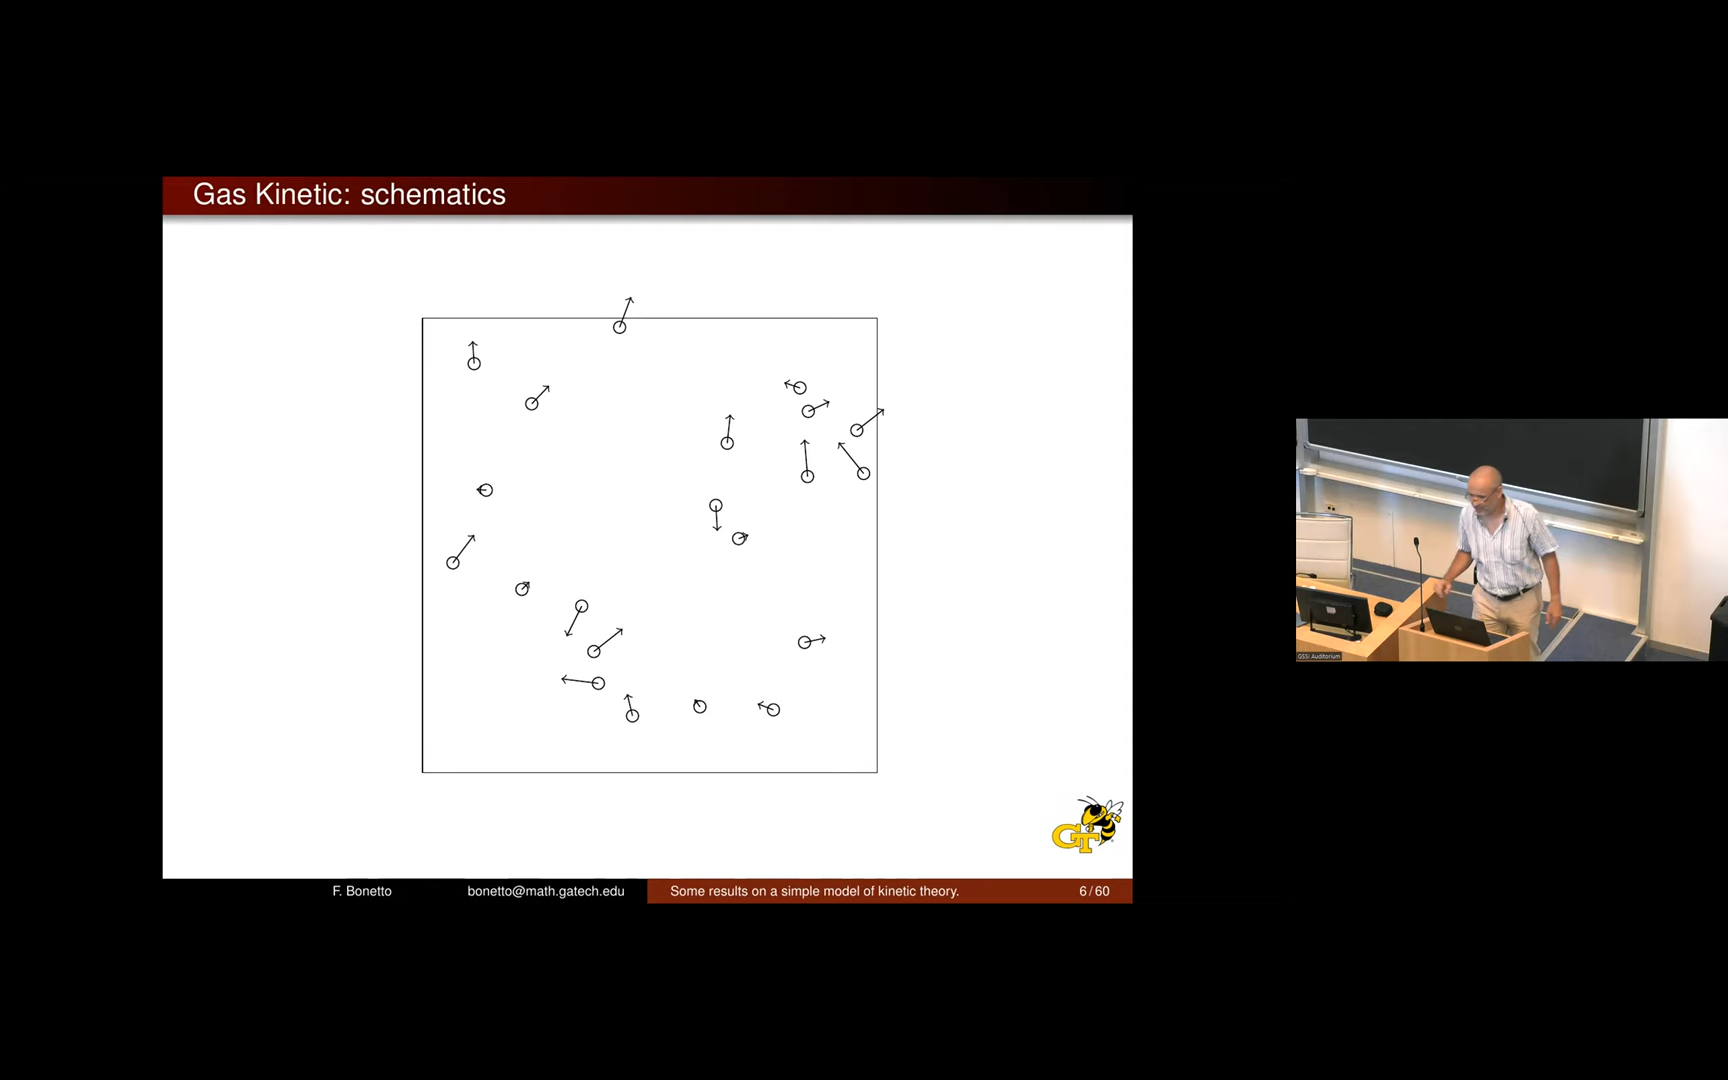 Gas Kinetic: schematics
GT
F. Bonetto bonetto@math.gatech.edu Some results on a simple model of kinetic theory. 6 / 60
GSSI Auditorium